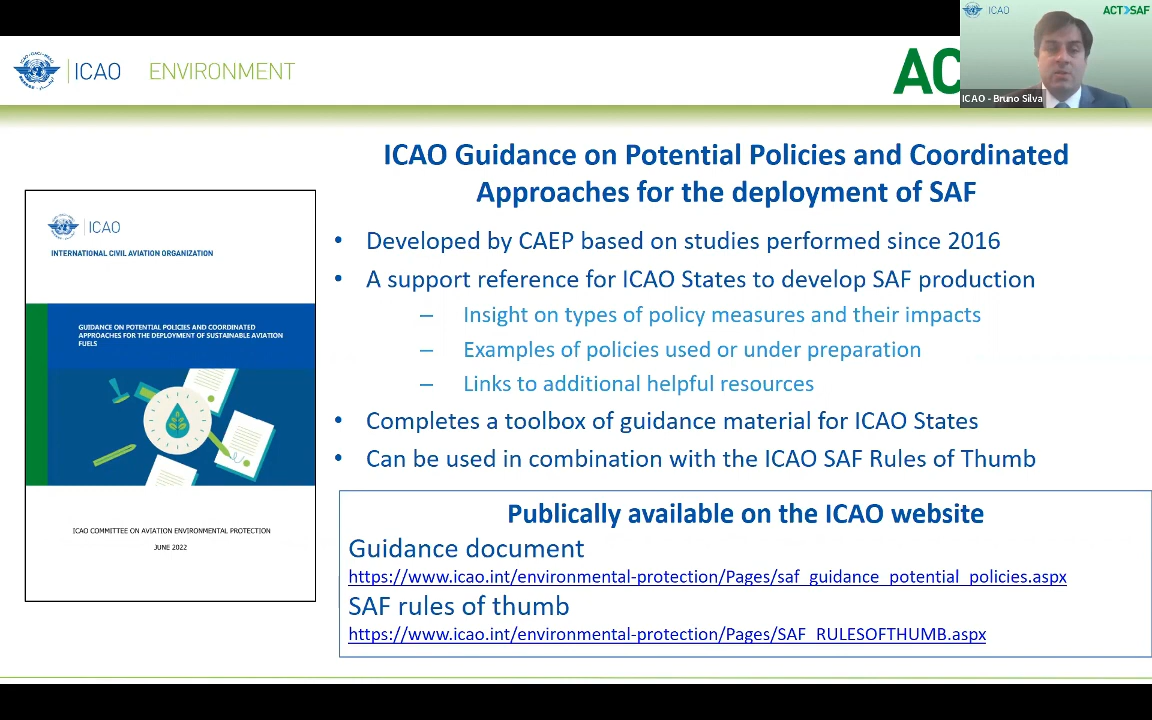 ICAO
ENVIRONMENT
AC
ICAO
ACT SAF
ICAO - Bruno Silva
ICAO Guidance on Potential Policies and Coordinated
Approaches for the deployment of SAF
ICAO
INTERNATIONAL CIVIL AVIATION ORGANIZATION
GUIDANCE ON POTENTIAL POLICIES AND COORDINATED
APPROACHES FOR THE DEPLOYMENT OF SUSTAINABLE AVIATION
FUELS
ICAO COMMITTEE ON AVIATION ENVIRONMENTAL PROTECTION
JUNE 2022
• Developed by CAEP based on studies performed since 2016
• A support reference for ICAO States to develop SAF production
– Insight on types of policy measures and their impacts
– Examples of policies used or under preparation
– Links to additional helpful resources
• Completes a toolbox of guidance material for ICAO States
• Can be used in combination with the ICAO SAF Rules of Thumb
Publically available on the ICAO website
Guidance document
https://www.icao.int/environmental-protection/Pages/saf_guidance_potential_policies.aspx
SAF rules of thumb
https://www.icao.int/environmental-protection/Pages/SAF_RULESOFTHUMB.aspx